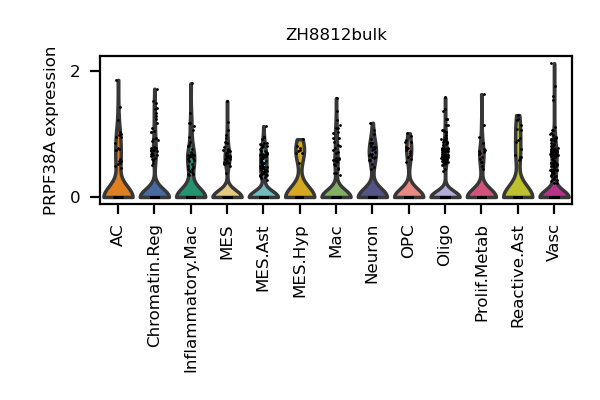 ZH8812bulk
PRPF38A expression
2
0
AC
Chromatin.Reg
Inflammatory.Mac
MES
MES.Ast
MES.Hyp
Mac
Neuron
OPC
Oligo
Prolif.Metab
Reactive.Ast
Vasc